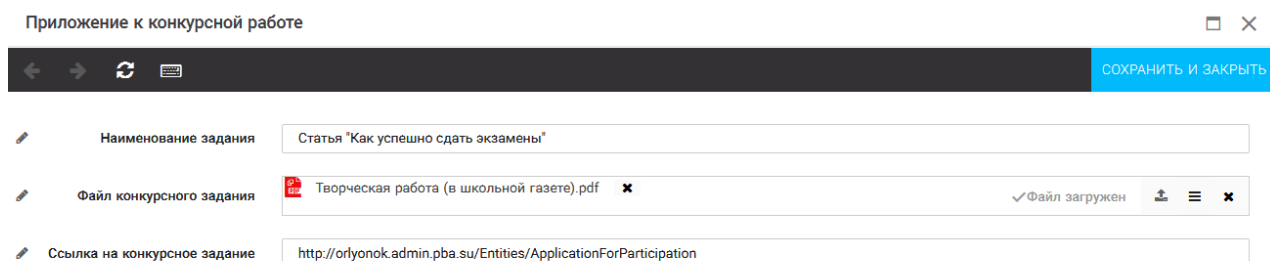 Приложение к конкурсной работе
СОХРАНИТЬ И ЗАКРЫТЬ
Наименование задания Статья "Как успешно сдать экзамены"
Файл конкурсного задания Творческая работа (в школьной газете).pdf Файл загружен
Ссылка на конкурсное задание http://orlyonok.admin.pba.su/Entities/ApplicationForParticipation